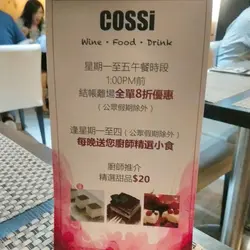 COSSi
Wine • Food • Drink
星期一至五午餐時段
1:00PM前
結帳離場全單8折優惠
（公眾假期除外）
逢星期一至四（公眾假期除外）
每晚送您廚師精選小食
廚師推介
精選甜品$20